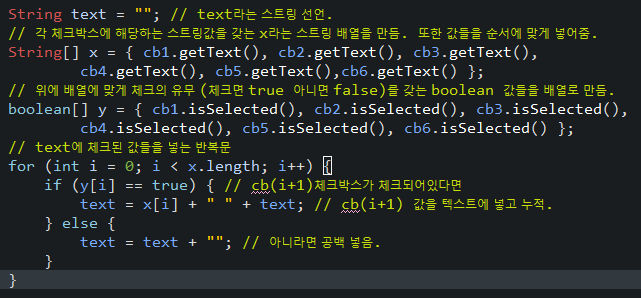 String text = ""; // text라는 스트링 선언.
// 각 체크박스에 해당하는 스트링값을 갖는 x라는 스트링 배열을 만듬. 또한 값들을 순서에 맞게 넣어줌.
String[] x = { cb1.getText(), cb2.getText(), cb3.getText(),
cb4.getText(), cb5.getText(),cb6.getText() };
// 위에 배열에 맞게 체크의 유무 (체크면 true 아니면 false)를 갖는 boolean 값들을 배열로 만듬.
boolean[] y = { cb1.isSelected(), cb2.isSelected(), cb3.isSelected(),
cb4.isSelected(), cb5.isSelected(), cb6.isSelected() };
// text에 체크된 값들을 넣는 반복문
for (int i = 0; i < x.length; i++) {
if (y[i] == true) { // cb(i+1)체크박스가 체크되어있다면
text = x[i] + " " + text; // cb(i+1) 값을 텍스트에 넣고 누적.
} else {
text = text + ""; // 아니라면 공백 넣음.
}
}